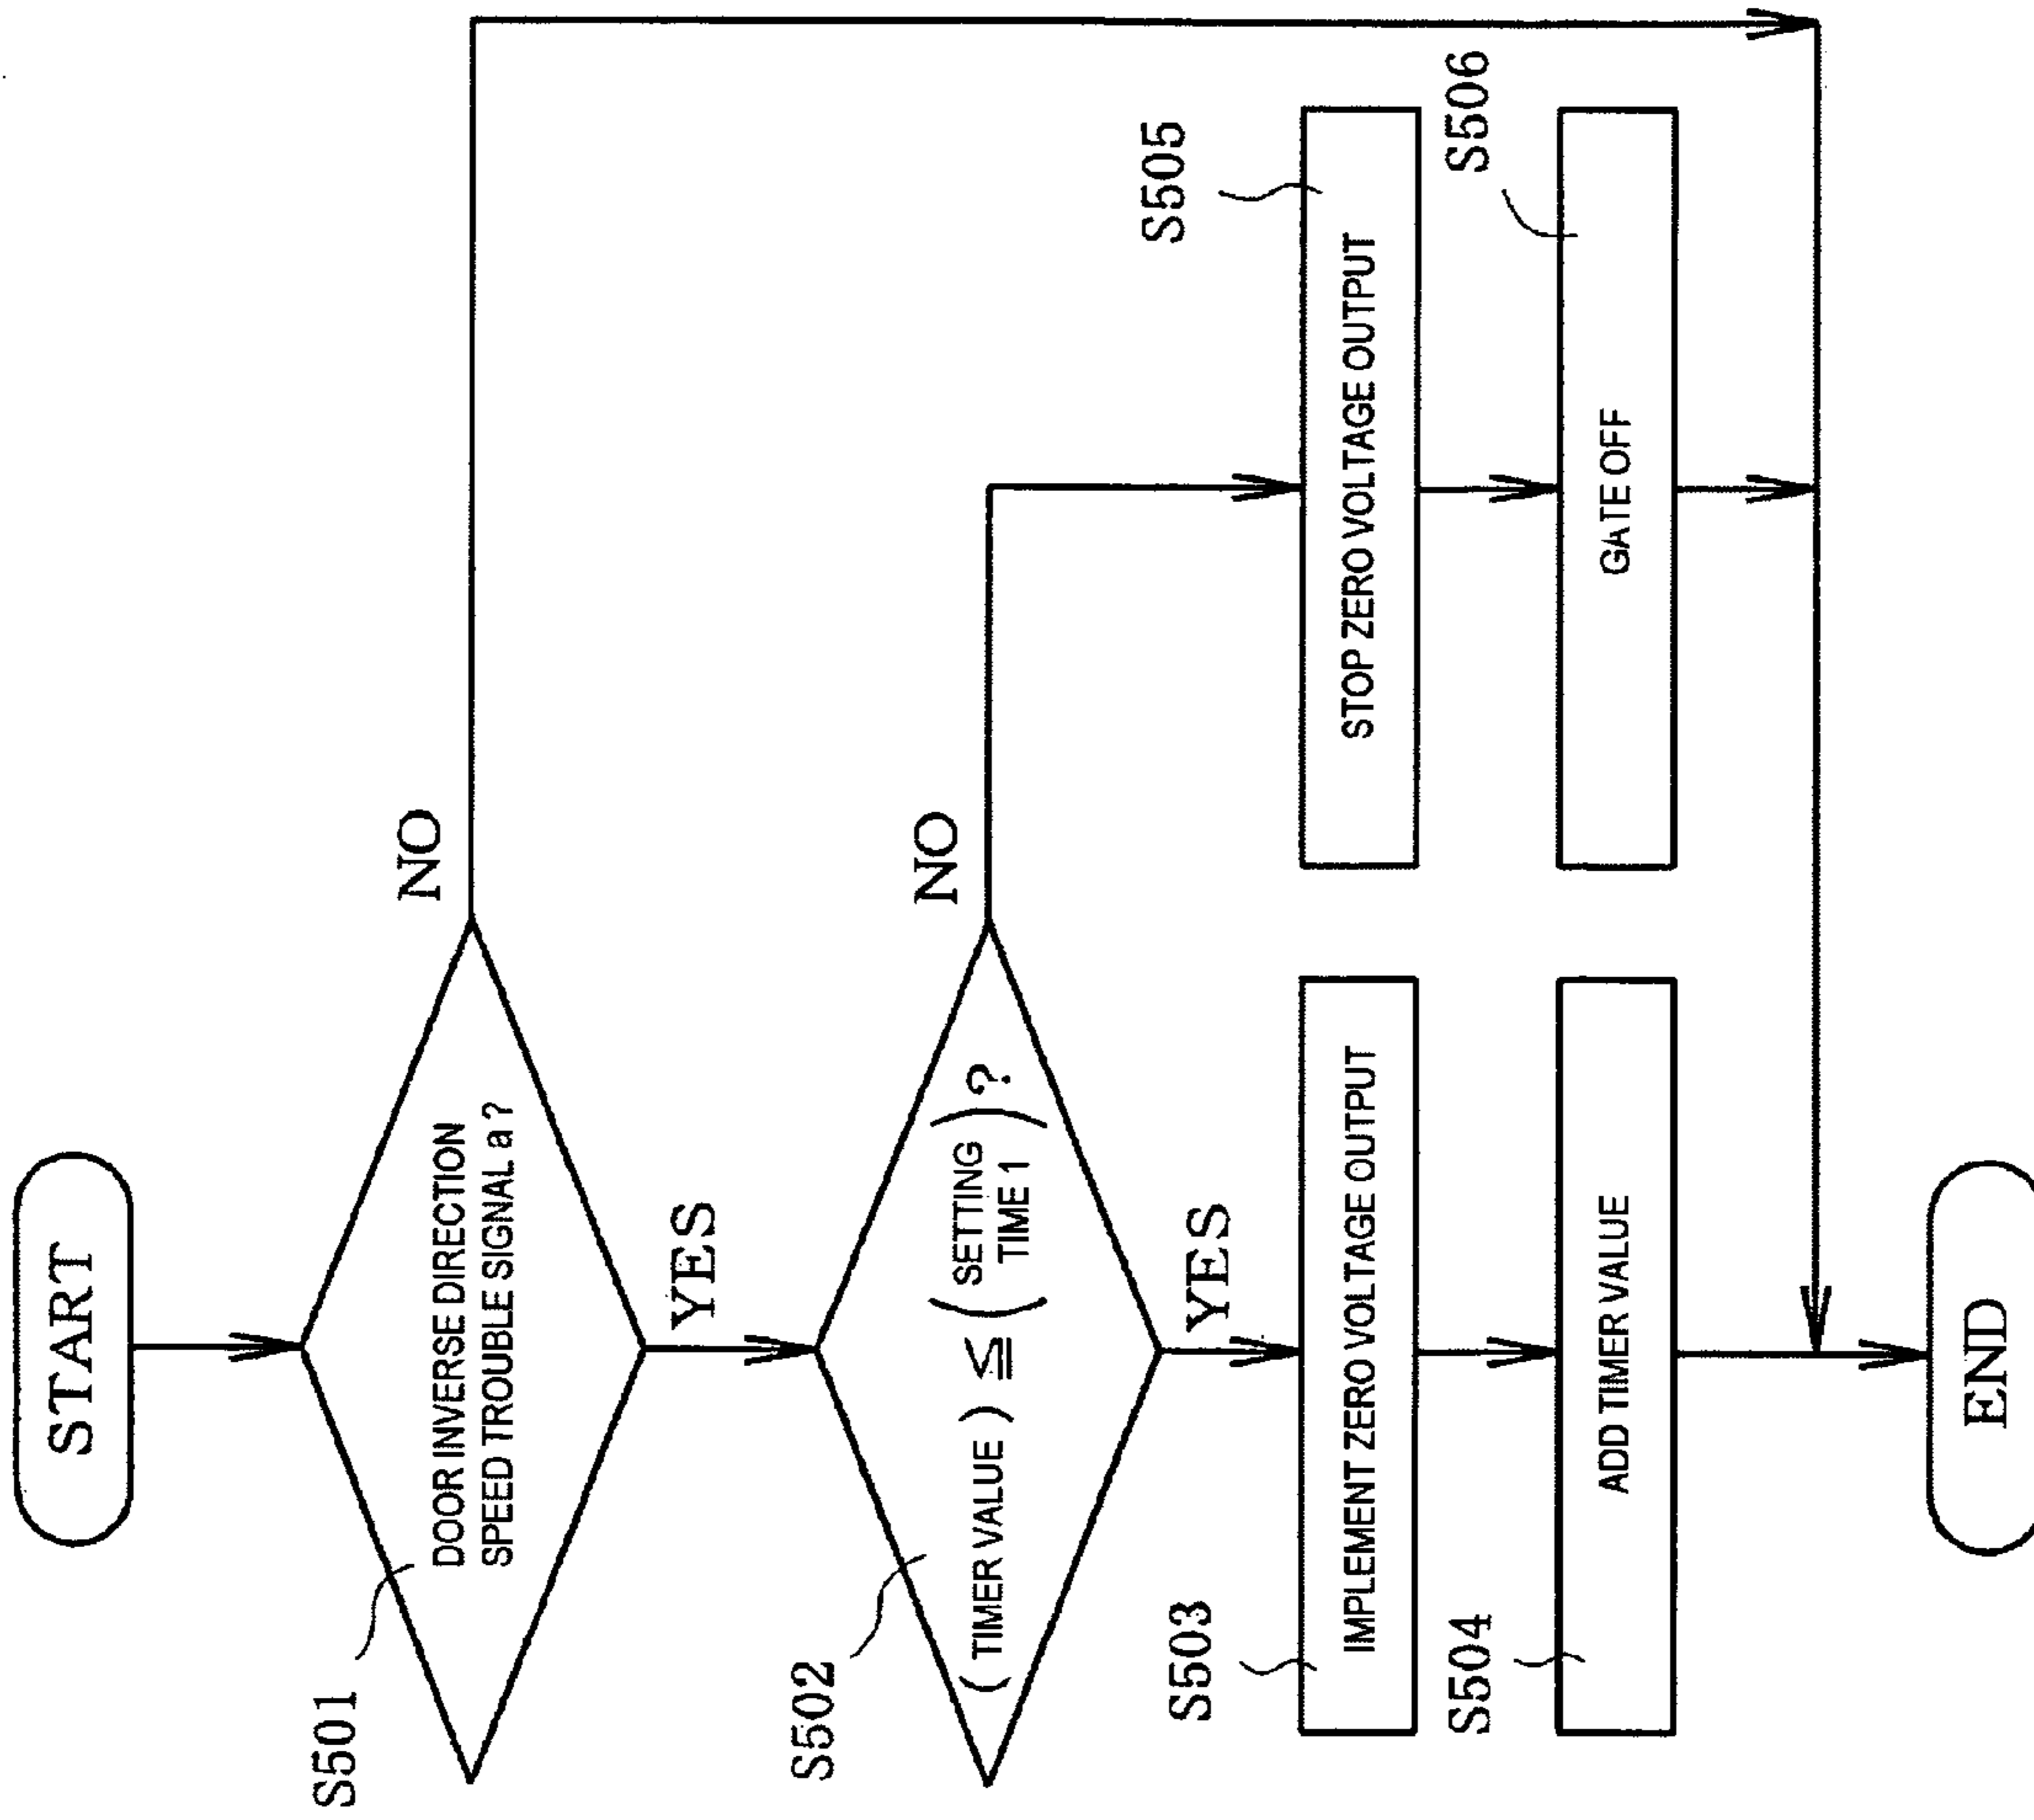 START
S501
DOOR INVERSE DIRECTION
SPEED TROUBLE SIGNAL a ?
NO
YES
S502
( TIMER VALUE ) ≦ ( SETTING
TIME 1 ) ?
NO
YES
S503
IMPLEMENT ZERO VOLTAGE OUTPUT
S504
ADD TIMER VALUE
S505
STOP ZERO VOLTAGE OUTPUT
S506
GATE OFF
END